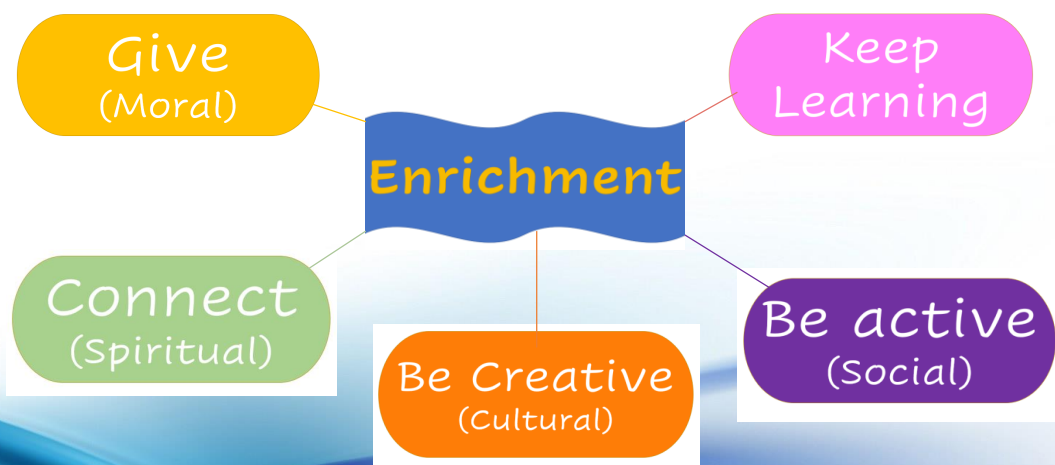 Give
(Moral)
Keep
Learning
Enrichment
Connect
(Spiritual)
Be Creative
(Cultural)
Be active
(Social)